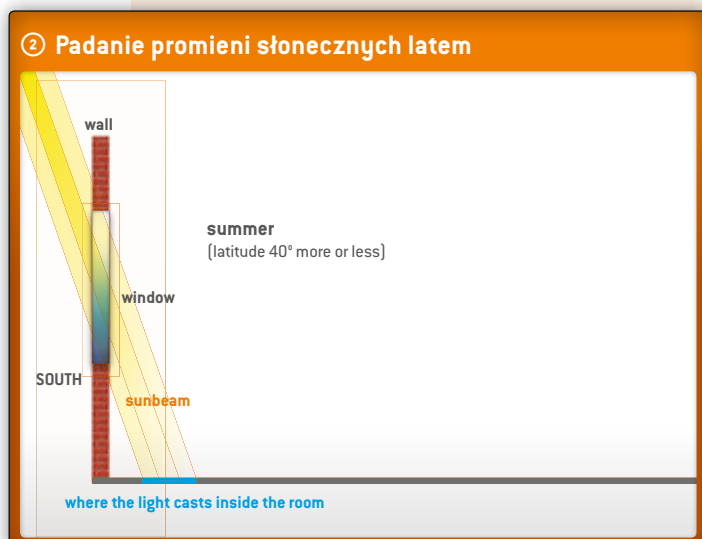 2 Padanie promieni słonecznych latem
wall
summer
(latitude 40° more or less)
window
SOUTH
sunbeam
where the light casts inside the room